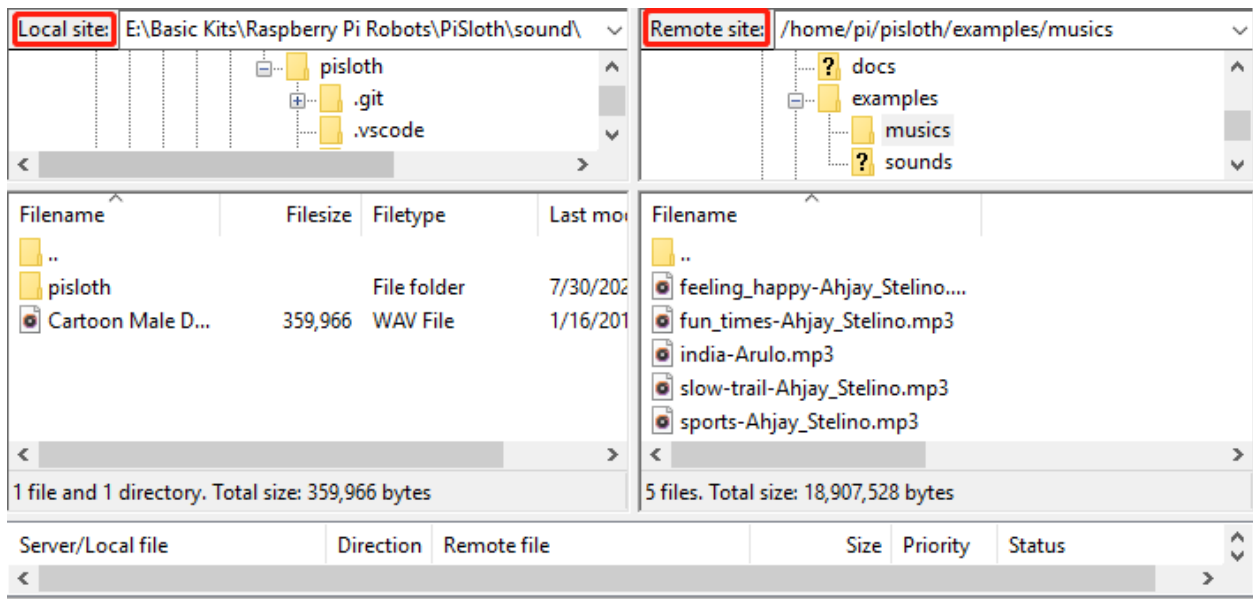 Local site: E:\Basic Kits\Raspberry Pi Robots\PiSloth\sound\
pisloth
.git
.vscode
Filename Filesize Filetype Last mo
..
pisloth File folder 7/30/202
Cartoon Male D... 359,966 WAV File 1/16/201
1 file and 1 directory. Total size: 359,966 bytes
Remote site: /home/pi/pisloth/examples/musics
? docs
examples
musics
? sounds
Filename
..
feeling_happy-Ahjay_Stelino....
fun_times-Ahjay_Stelino.mp3
india-Arulo.mp3
slow-trail-Ahjay_Stelino.mp3
sports-Ahjay_Stelino.mp3
5 files. Total size: 18,907,528 bytes
Server/Local file Direction Remote file Size Priority Status